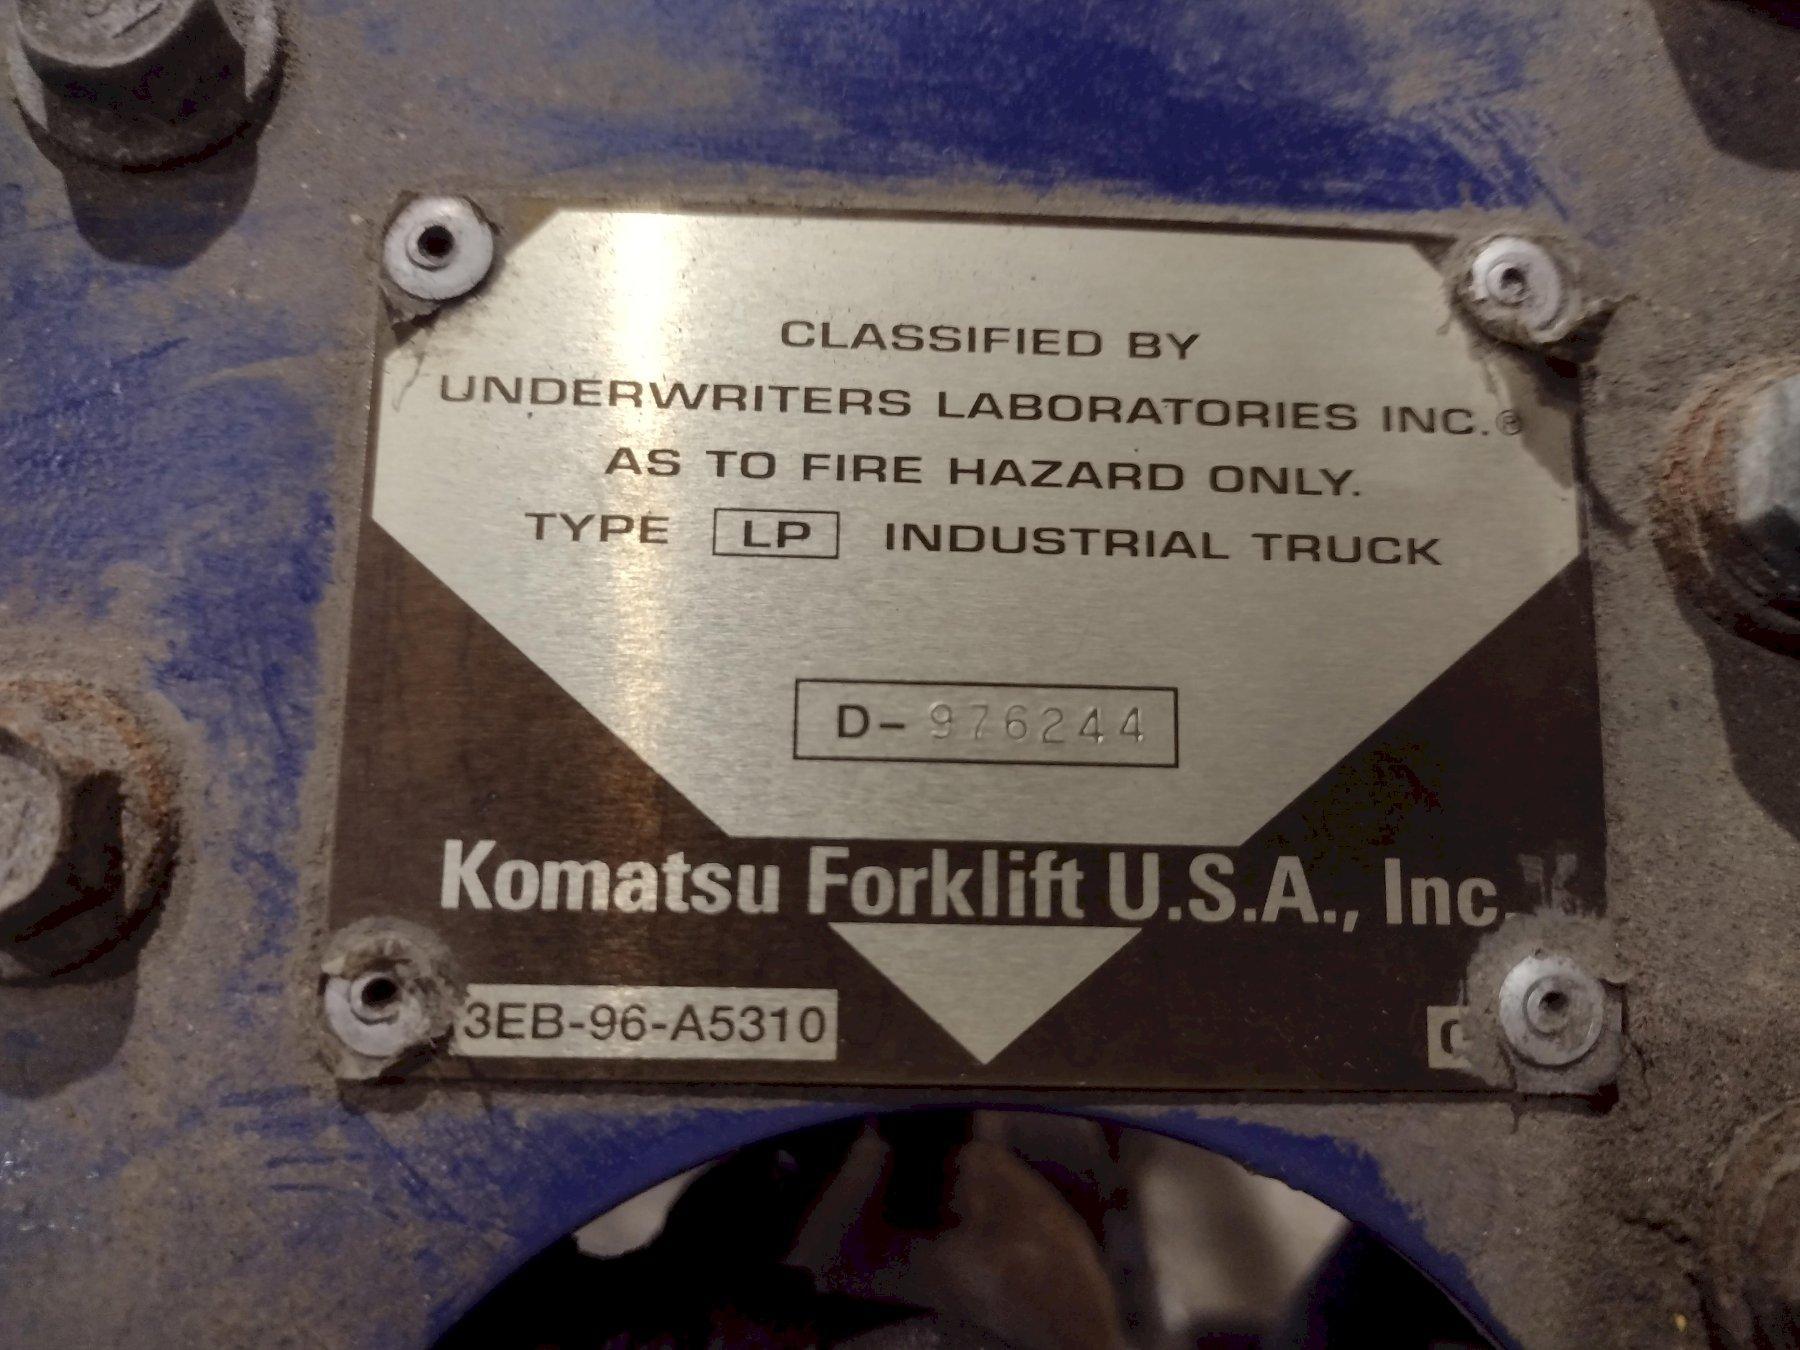 CLASSIFIED BY
UNDERWRITERS LABORATORIES INC.®
AS TO FIRE HAZARD ONLY.
TYPE LP INDUSTRIAL TRUCK
D- 976244
Komatsu Forklift U.S.A., Inc.
3EB-96-A5310